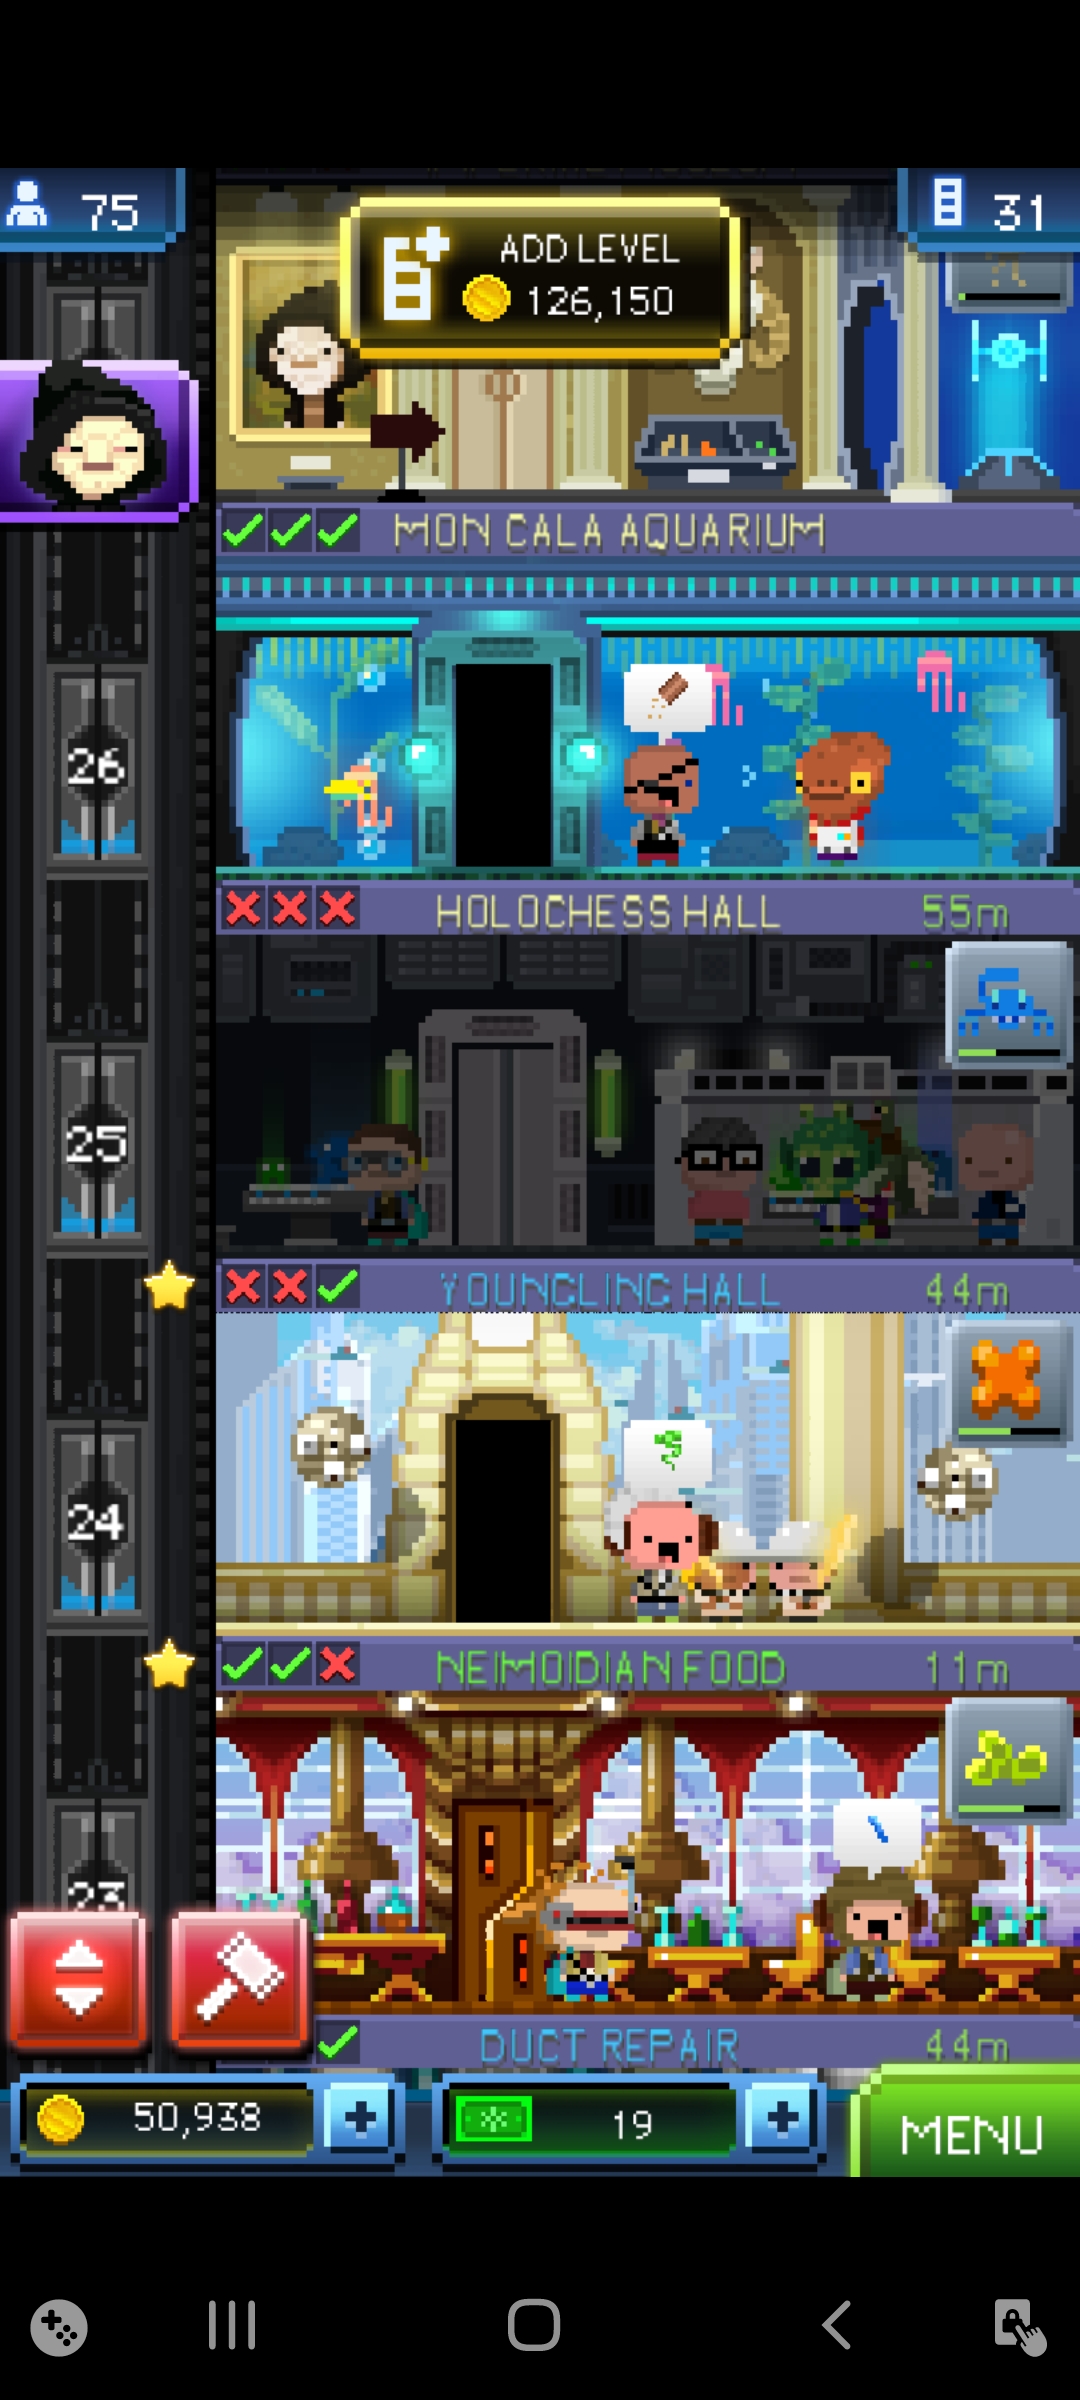 75
31
ADD LEVEL
126,150
MON CALA AQUARIUM
26
HOLOCHESS HALL
55m
25
YOUNGLING HALL
44m
24
NEIMOIDIAN FOOD
11m
23
DUCT REPAIR
44m
50,938
19
MENU